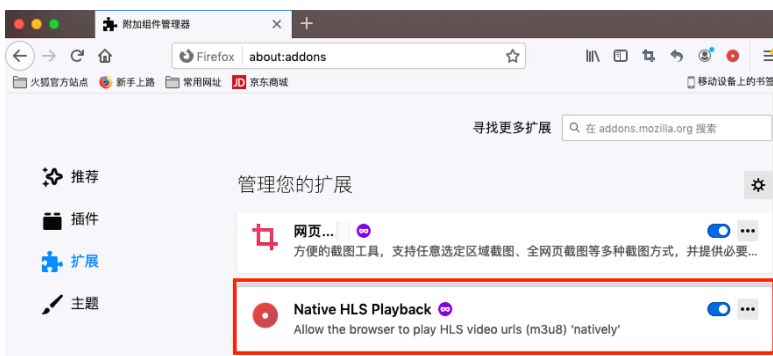 附加组件管理器
Firefox about:addons
火狐官方站点 新手上路 常用网址 JD 京东商城 移动设备上的书签
寻找更多扩展 在 addons.mozilla.org 搜索
推荐
管理您的扩展
插件
网页...
方便的截图工具，支持任意选定区域截图、全网页截图等多种截图方式，并提供必要...
扩展
主题
Native HLS Playback
Allow the browser to play HLS video urls (m3u8) 'natively'